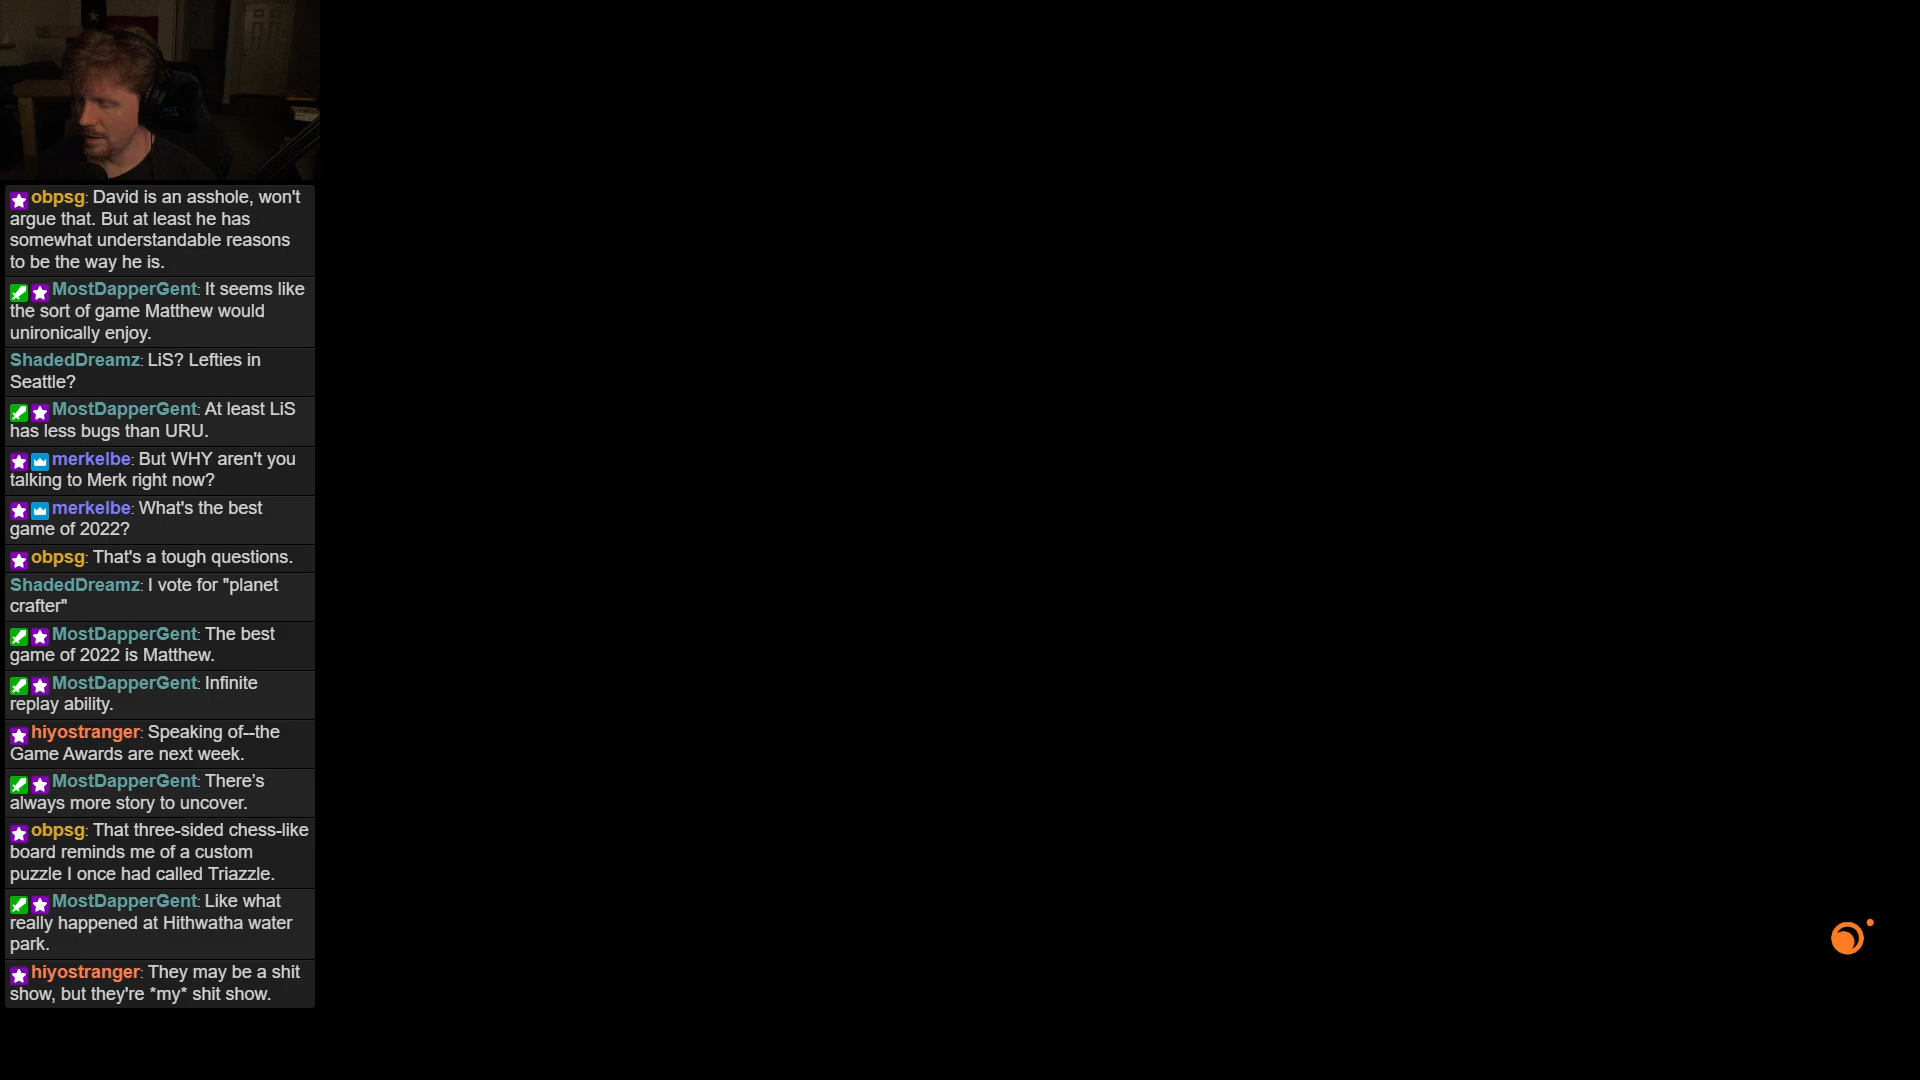 obpsg: David is an asshole, won't
argue that. But at least he has
somewhat understandable reasons
to be the way he is.
MostDapperGent: It seems like
the sort of game Matthew would
unironically enjoy.
ShadedDreamz: LiS? Lefties in
Seattle?
MostDapperGent: At least LiS
has less bugs than URU.
merkelbe: But WHY aren't you
talking to Merk right now?
merkelbe: What's the best
game of 2022?
obpsg: That's a tough questions.
ShadedDreamz: I vote for "planet
crafter"
MostDapperGent: The best
game of 2022 is Matthew.
MostDapperGent: Infinite
replay ability.
hiyostranger: Speaking of--the
Game Awards are next week.
MostDapperGent: There's
always more story to uncover.
obpsg: That three-sided chess-like
board reminds me of a custom
puzzle I once had called Triazzle.
MostDapperGent: Like what
really happened at Hithwatha water
park.
hiyostranger: They may be a shit
show, but they're *my* shit show.